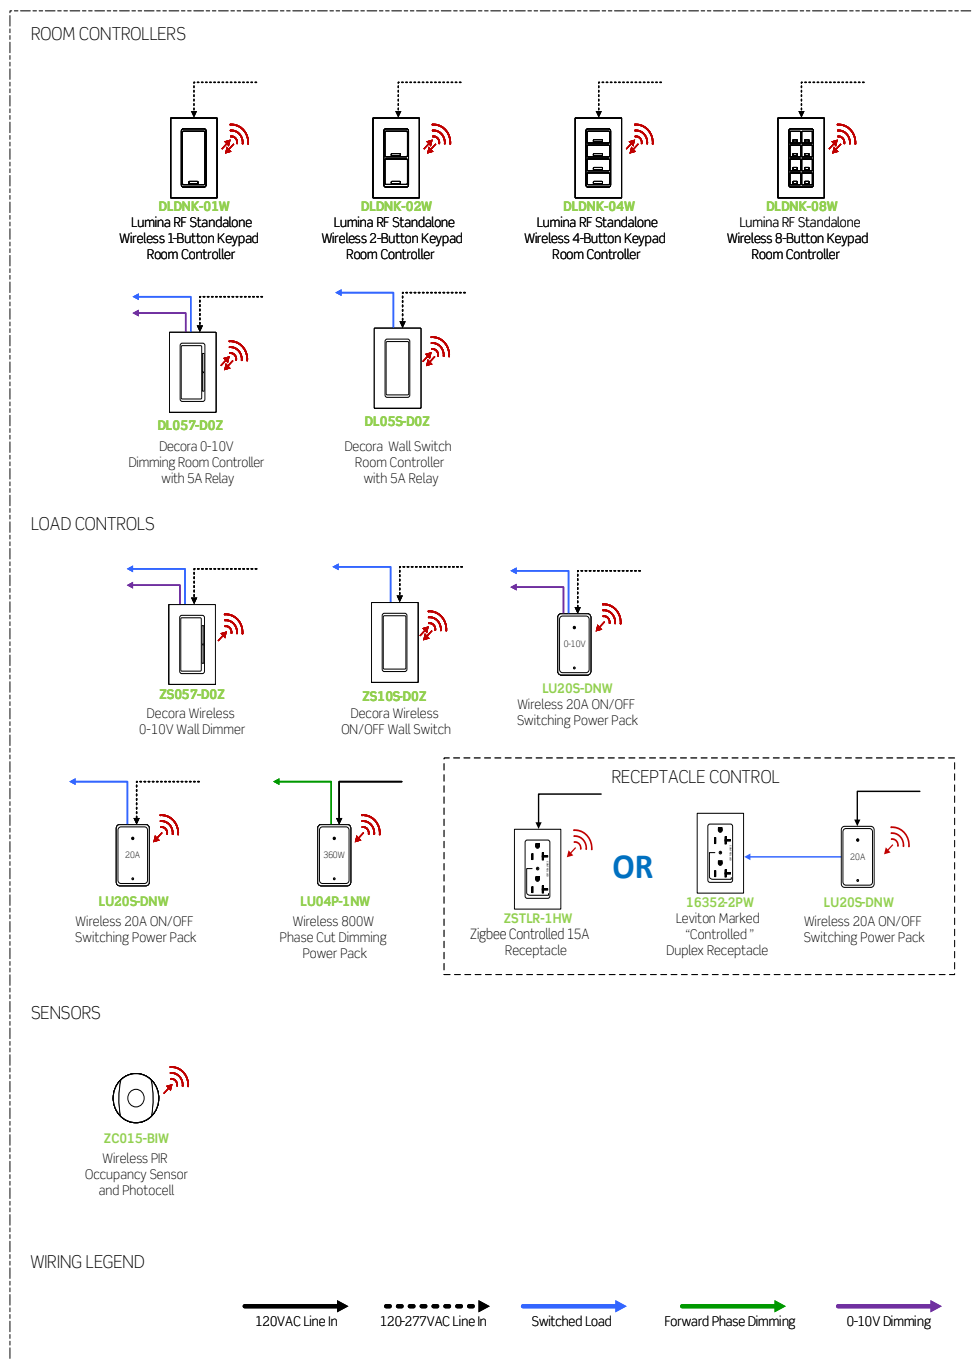 ROOM CONTROLLERS
DLDNK-01W
Lumina RF Standalone
Wireless 1-Button Keypad
Room Controller
DLDNK-02W
Lumina RF Standalone
Wireless 2-Button Keypad
Room Controller
DLDNK-04W
Lumina RF Standalone
Wireless 4-Button Keypad
Room Controller
DLDNK-08W
Lumina RF Standalone
Wireless 8-Button Keypad
Room Controller
DL057-D0Z
Decora 0-10V
Dimming Room Controller
with 5A Relay
DL05S-D0Z
Decora Wall Switch
Room Controller
with 5A Relay
LOAD CONTROLS
ZS057-D0Z
Decora Wireless
0-10V Wall Dimmer
ZS10S-D0Z
Decora Wireless
ON/OFF Wall Switch
0-10V
LU20S-DNW
Wireless 20A ON/OFF
Switching Power Pack
20A
LU20S-DNW
Wireless 20A ON/OFF
Switching Power Pack
360W
LU04P-1NW
Wireless 800W
Phase Cut Dimming
Power Pack
RECEPTACLE CONTROL
ZSTLR-1HW
Zigbee Controlled 15A
Receptacle
OR
16352-2PW
Leviton Marked
“Controlled ”
Duplex Receptacle
20A
LU20S-DNW
Wireless 20A ON/OFF
Switching Power Pack
SENSORS
ZC015-BIW
Wireless PIR
Occupancy Sensor
and Photocell
WIRING LEGEND
120VAC Line In
120-277VAC Line In
Switched Load
Forward Phase Dimming
0-10V Dimming